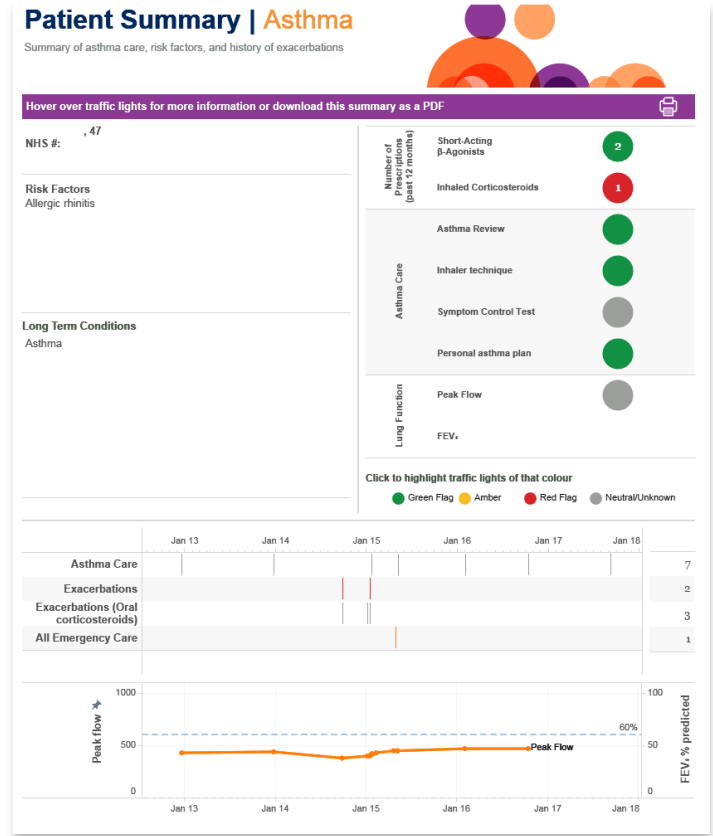 Patient Summary | Asthma
Summary of asthma care, risk factors, and history of exacerbations
Hover over traffic lights for more information or download this summary as a PDF
, 47
NHS #:
Risk Factors
Allergic rhinitis
Long Term Conditions
Asthma
Number of
Prescriptions
(past 12 months)
Short-Acting
β-Agonists
2
Inhaled Corticosteroids
1
Asthma Care
Asthma Review
Inhaler technique
Symptom Control Test
Personal asthma plan
Lung Function
Peak Flow
FEV₁
Click to highlight traffic lights of that colour
Green Flag Amber Red Flag Neutral/Unknown
Jan 13 Jan 14 Jan 15 Jan 16 Jan 17 Jan 18
Asthma Care 7
Exacerbations 2
Exacerbations (Oral
corticosteroids) 3
All Emergency Care 1
Peak flow
1000
500
0
60%
Peak Flow
100
50
0
FEV₁ % predicted
Jan 13 Jan 14 Jan 15 Jan 16 Jan 17 Jan 18